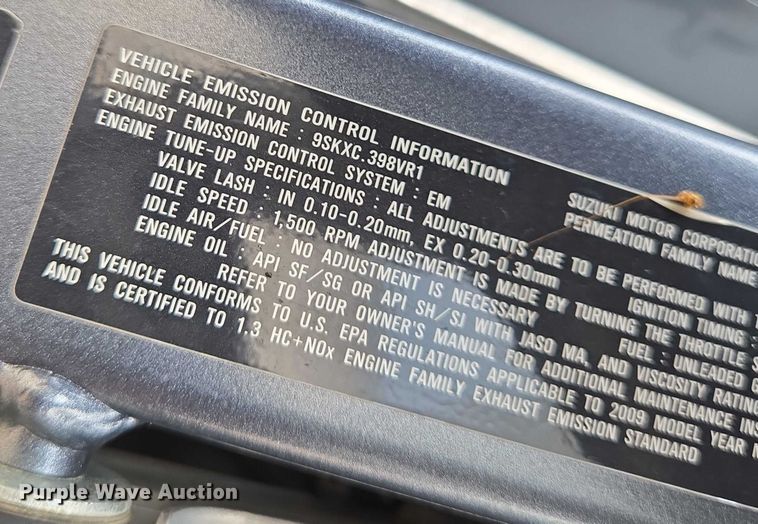 VEHICLE EMISSION CONTROL INFORMATION
ENGINE FAMILY NAME : 9SKXC.398VR1
EXHAUST EMISSION CONTROL SYSTEM : EM
SUZUKI MOTOR CORPORATION
PERMEATION FAMILY NAME
ENGINE TUNE-UP SPECIFICATIONS : ALL ADJUSTMENTS ARE TO BE PERFORMED WITH
VALVE LASH : IN 0.10-0.20mm, EX 0.20-0.30mm
IGNITION TIMING :
IDLE SPEED : 1,500 RPM ADJUSTMENT IS MADE BY TURNING THE THROTTLE
IDLE AIR/FUEL : NO ADJUSTMENT IS NECESSARY
FUEL : UNLEADED
ENGINE OIL : API SF/SG OR API SH/SJ WITH JASO MA, AND VISCOSITY RATING
REFER TO YOUR OWNER'S MANUAL FOR ADDITIONAL MAINTENANCE
THIS VEHICLE CONFORMS TO U.S. EPA REGULATIONS APPLICABLE TO 2009 MODEL YEAR
AND IS CERTIFIED TO 1.3 HC+NOx ENGINE FAMILY EXHAUST EMISSION STANDARD
Purple Wave Auction